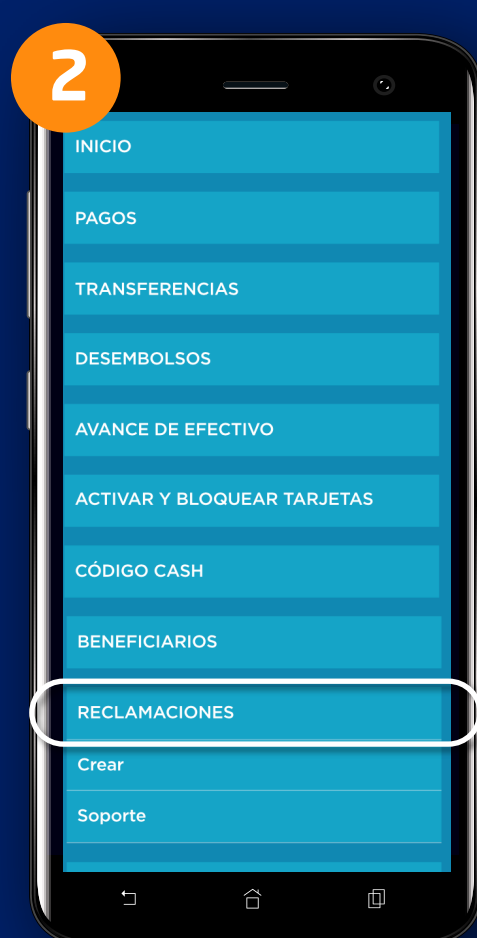 2
INICIO
PAGOS
TRANSFERENCIAS
DESEMBOLSOS
AVANCE DE EFECTIVO
ACTIVAR Y BLOQUEAR TARJETAS
CÓDIGO CASH
BENEFICIARIOS
RECLAMACIONES
Crear
Soporte